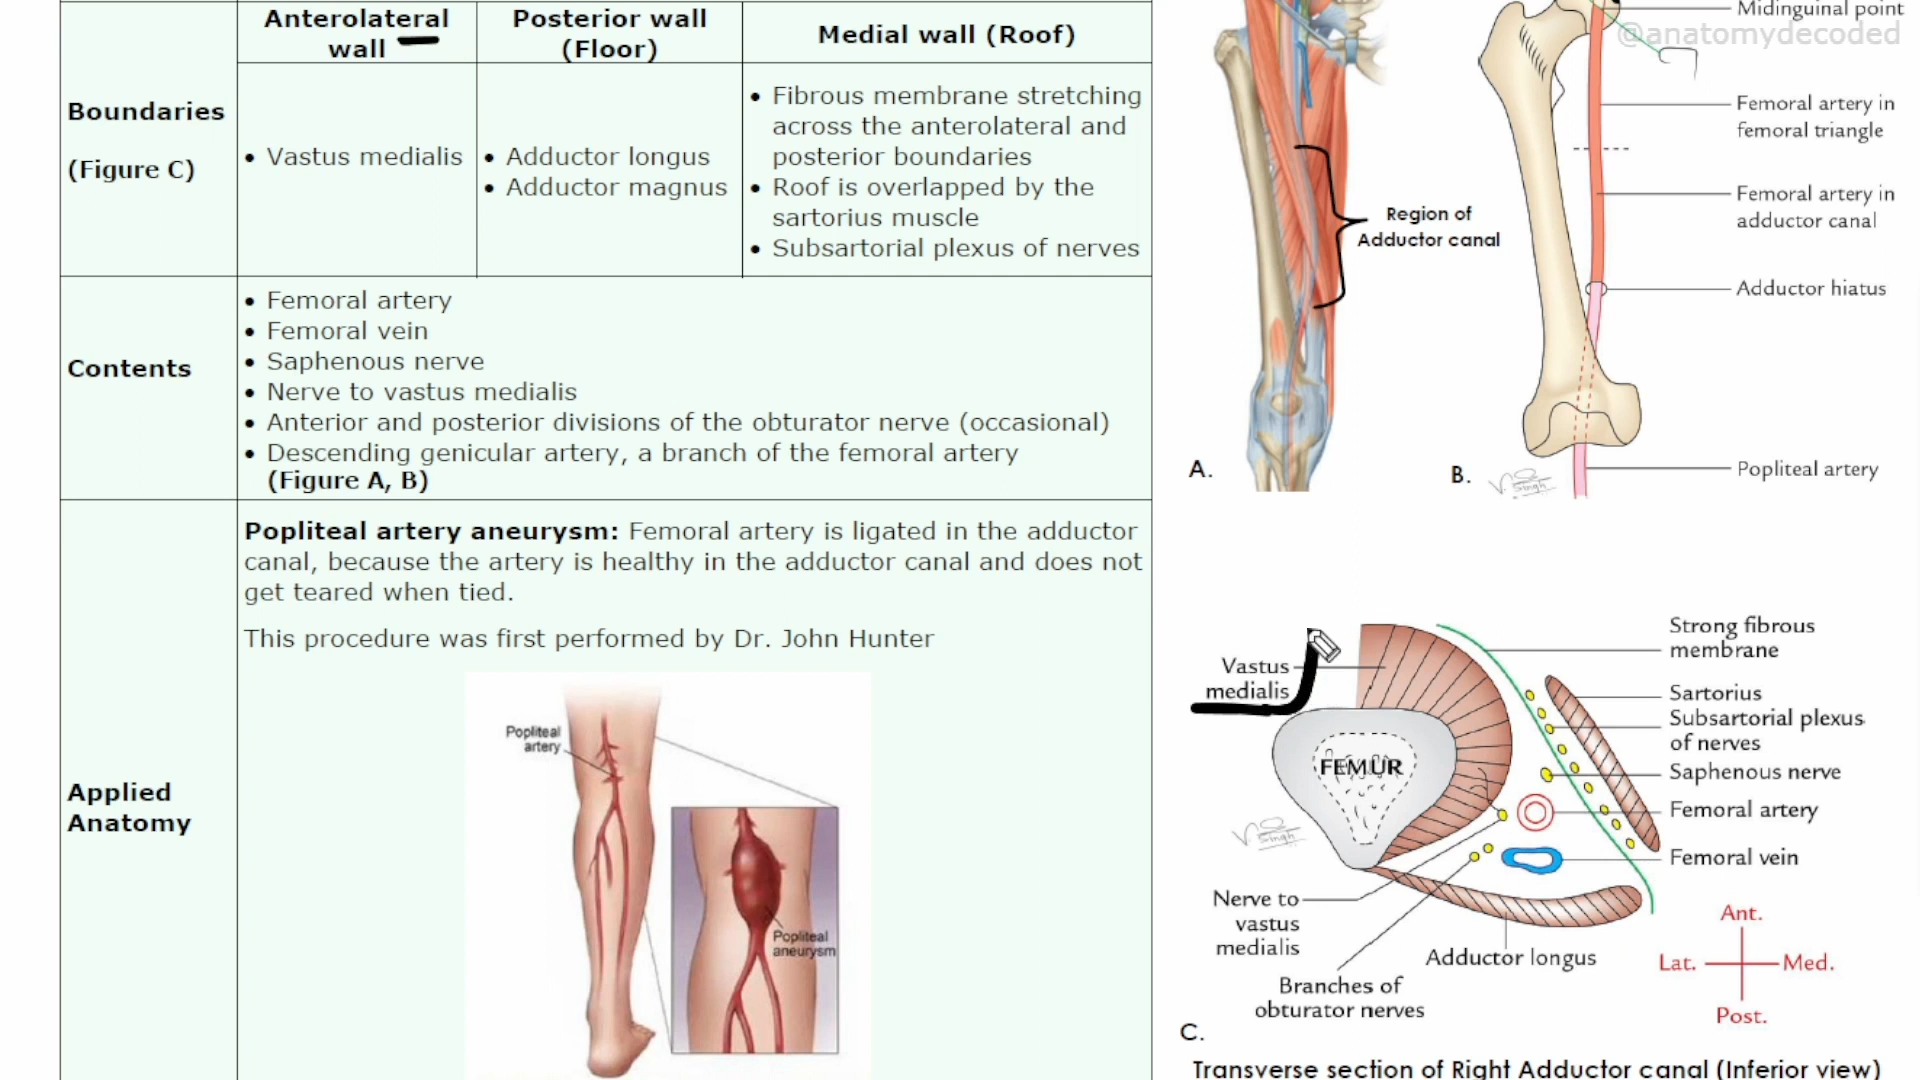 Anterolateral
wall
Posterior wall
(Floor)
Medial wall (Roof)
Boundaries
(Figure C)
• Vastus medialis
• Adductor longus
• Adductor magnus
• Fibrous membrane stretching
across the anterolateral and
posterior boundaries
• Roof is overlapped by the
sartorius muscle
• Subsartorial plexus of nerves
Contents
• Femoral artery
• Femoral vein
• Saphenous nerve
• Nerve to vastus medialis
• Anterior and posterior divisions of the obturator nerve (occasional)
• Descending genicular artery, a branch of the femoral artery
(Figure A, B)
Applied
Anatomy
Popliteal artery aneurysm: Femoral artery is ligated in the adductor
canal, because the artery is healthy in the adductor canal and does not
get teared when tied.
This procedure was first performed by Dr. John Hunter
Popliteal
artery
Popliteal
aneurysm
Region of
Adductor canal
A.
Midinguinal point
@anatomydecoded
Femoral artery in
femoral triangle
Femoral artery in
adductor canal
Adductor hiatus
Popliteal artery
B.
V. Singh
Vastus
medialis
FEMUR
V. Singh
Strong fibrous
membrane
Sartorius
Subsartorial plexus
of nerves
Saphenous nerve
Femoral artery
Femoral vein
Nerve to
vastus
medialis
Adductor longus
Branches of
obturator nerves
Ant.
Lat.
Med.
Post.
C.
Transverse section of Right Adductor canal (Inferior view)